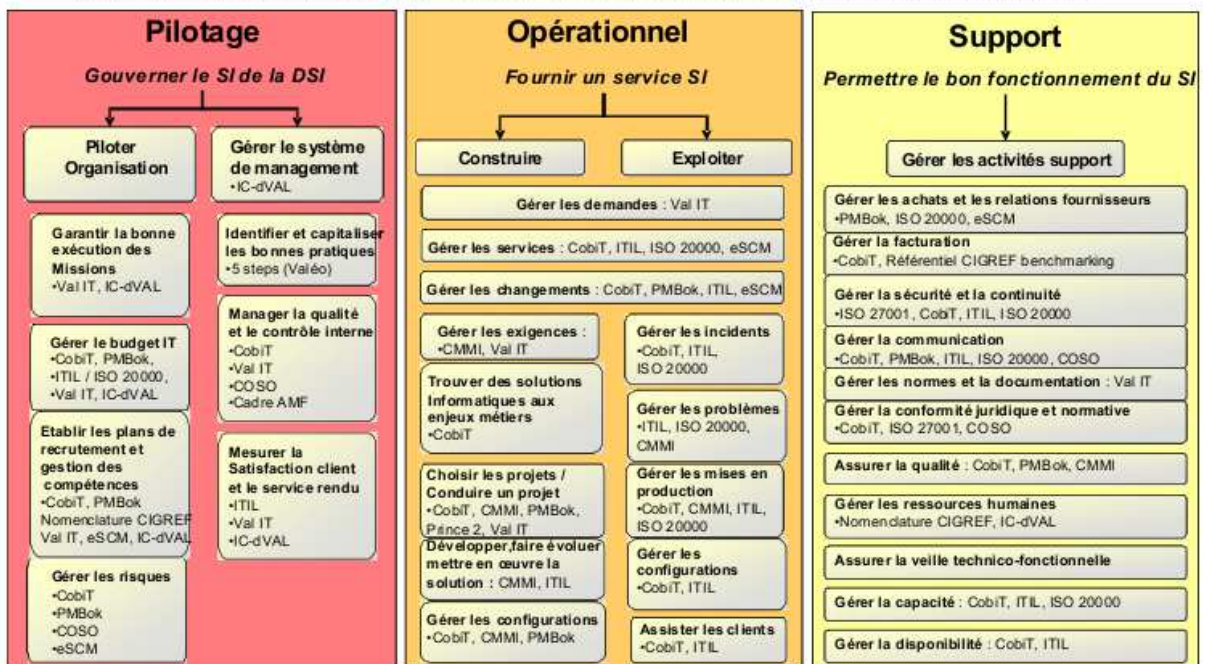 Pilotage
Gouverner le SI de la DSI
Piloter
Organisation
Garantir la bonne
exécution des
Missions
•Val IT, IC-dVAL
Gérer le budget IT
•CobiT, PMBok,
•ITIL / ISO 20000,
•Val IT, IC-dVAL
Etablir les plans de
recrutement et
gestion des
compétences
•CobiT, PMBok
Nomenclature CIGREF
Val IT, eSCM, IC-dVAL
Gérer les risques
•CobiT
•PMBok
•COSO
•eSCM
Gérer le système
de management
•IC-dVAL
Identifier et capitaliser
les bonnes pratiques
•5 steps (Valéo)
Manager la qualité
et le contrôle interne
•CobiT
•Val IT
•COSO
•Cadre AMF
Mesurer la
Satisfaction client
et le service rendu
•ITIL
•Val IT
•IC-dVAL
Opérationnel
Fournir un service SI
Construire
Exploiter
Gérer les demandes : Val IT
Gérer les services : CobiT, ITIL, ISO 20000, eSCM
Gérer les changements : CobiT, PMBok, ITIL, eSCM
Gérer les exigences :
•CMMI, Val IT
Trouver des solutions
Informatiques aux
enjeux métiers
•CobiT
Choisir les projets /
Conduire un projet
•CobiT, CMMI, PMBok,
Prince 2, Val IT
Développer,faire évoluer
mettre en œuvre la
solution : CMMI, ITIL
Gérer les configurations
•CobiT, CMMI, PMBok
Gérer les incidents
•CobiT, ITIL,
ISO 20000
Gérer les problèmes
•ITIL, ISO 20000,
CMMI
Gérer les mises en
production
•CobiT, CMMI, ITIL,
ISO 20000
Gérer les
configurations
•CobiT, ITIL
Assister les clients
•CobiT, ITIL
Support
Permettre le bon fonctionnement du SI
Gérer les activités support
Gérer les achats et les relations fournisseurs
•PMBok, ISO 20000, eSCM
Gérer la facturation
•CobiT, Référentiel CIGREF benchmarking
Gérer la sécurité et la continuité
•ISO 27001, CobiT, ITIL, ISO 20000
Gérer la communication
•CobiT, PMBok, ITIL, ISO 20000, COSO
Gérer les normes et la documentation : Val IT
Gérer la conformité juridique et normative
•CobiT, ISO 27001, COSO
Assurer la qualité : CobiT, PMBok, CMMI
Gérer les ressources humaines
•Nomenclature CIGREF, IC-dVAL
Assurer la veille technico-fonctionnelle
Gérer la capacité : CobiT, ITIL, ISO 20000
Gérer la disponibilité : CobiT, ITIL